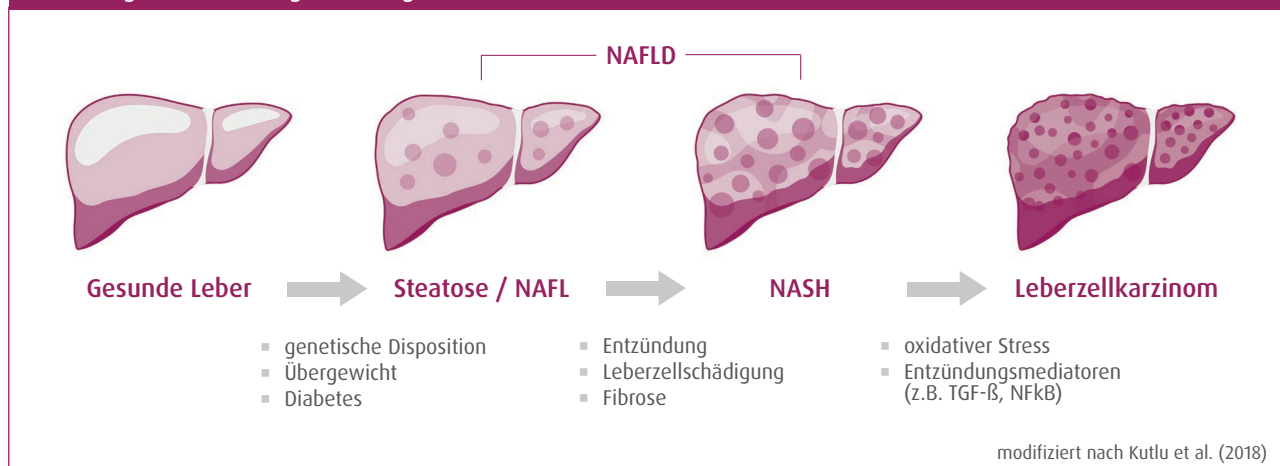 NAFLD
Gesunde Leber
Steatose / NAFL
NASH
Leberzellkarzinom
genetische Disposition
Übergewicht
Diabetes
Entzündung
Leberzellschädigung
Fibrose
oxidativer Stress
Entzündungsmediatoren
(z.B. TGF-ß, NFkB)
modifiziert nach Kutlu et al. (2018)